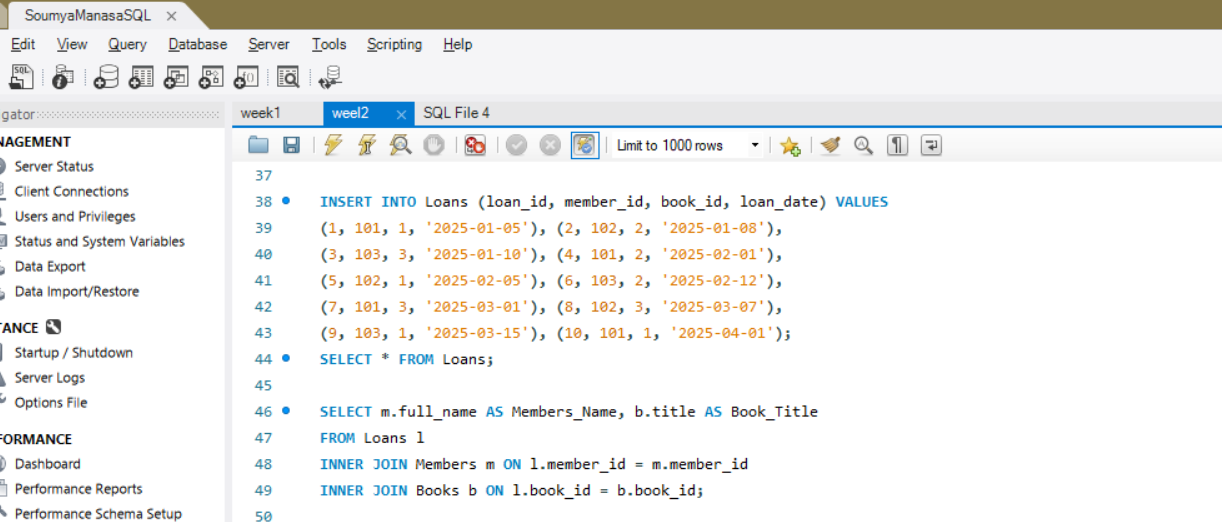 SoumyaManasaSQL
Edit View Query Database Server Tools Scripting Help
gator
week1 weel2 SQL File 4
Limit to 1000 rows
NAGEMENT
Server Status
Client Connections
Users and Privileges
Status and System Variables
Data Export
Data Import/Restore
TANCE
Startup / Shutdown
Server Logs
Options File
FORMANCE
Dashboard
Performance Reports
Performance Schema Setup
37
38 INSERT INTO Loans (loan_id, member_id, book_id, loan_date) VALUES
39 (1, 101, 1, '2025-01-05'), (2, 102, 2, '2025-01-08'),
40 (3, 103, 3, '2025-01-10'), (4, 101, 2, '2025-02-01'),
41 (5, 102, 1, '2025-02-05'), (6, 103, 2, '2025-02-12'),
42 (7, 101, 3, '2025-03-01'), (8, 102, 3, '2025-03-07'),
43 (9, 103, 1, '2025-03-15'), (10, 101, 1, '2025-04-01');
44 SELECT * FROM Loans;
45
46 SELECT m.full_name AS Members_Name, b.title AS Book_Title
47 FROM Loans l
48 INNER JOIN Members m ON l.member_id = m.member_id
49 INNER JOIN Books b ON l.book_id = b.book_id;
50